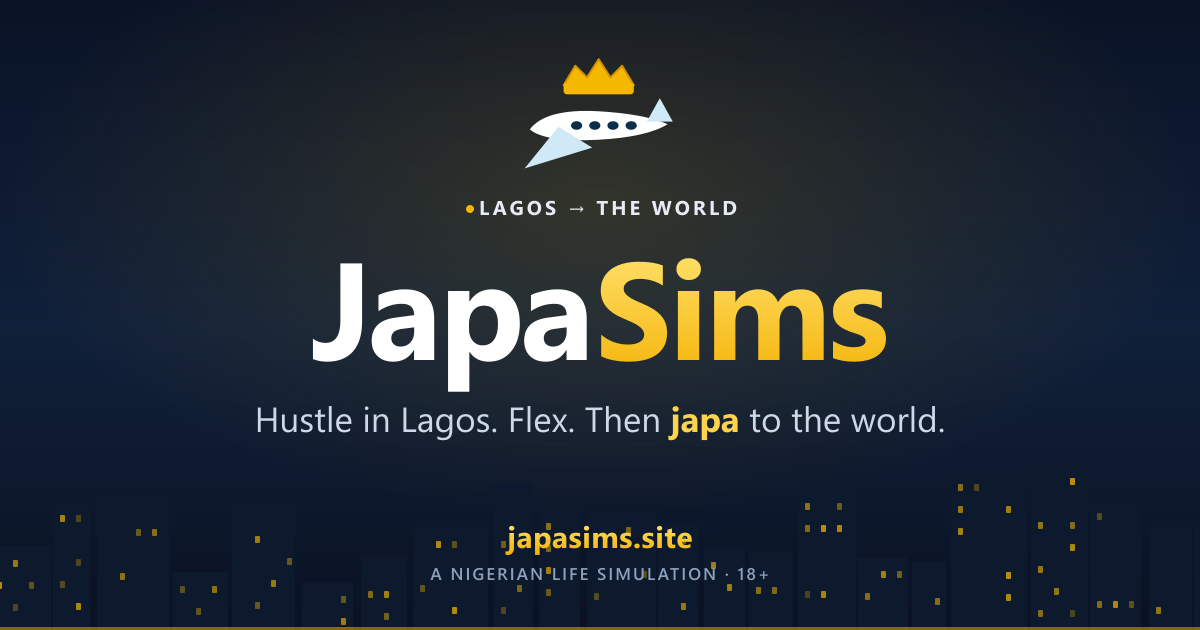 LAGOS → THE WORLD
JapaSims
Hustle in Lagos. Flex. Then japa to the world.
japasims.site
A NIGERIAN LIFE SIMULATION · 18+